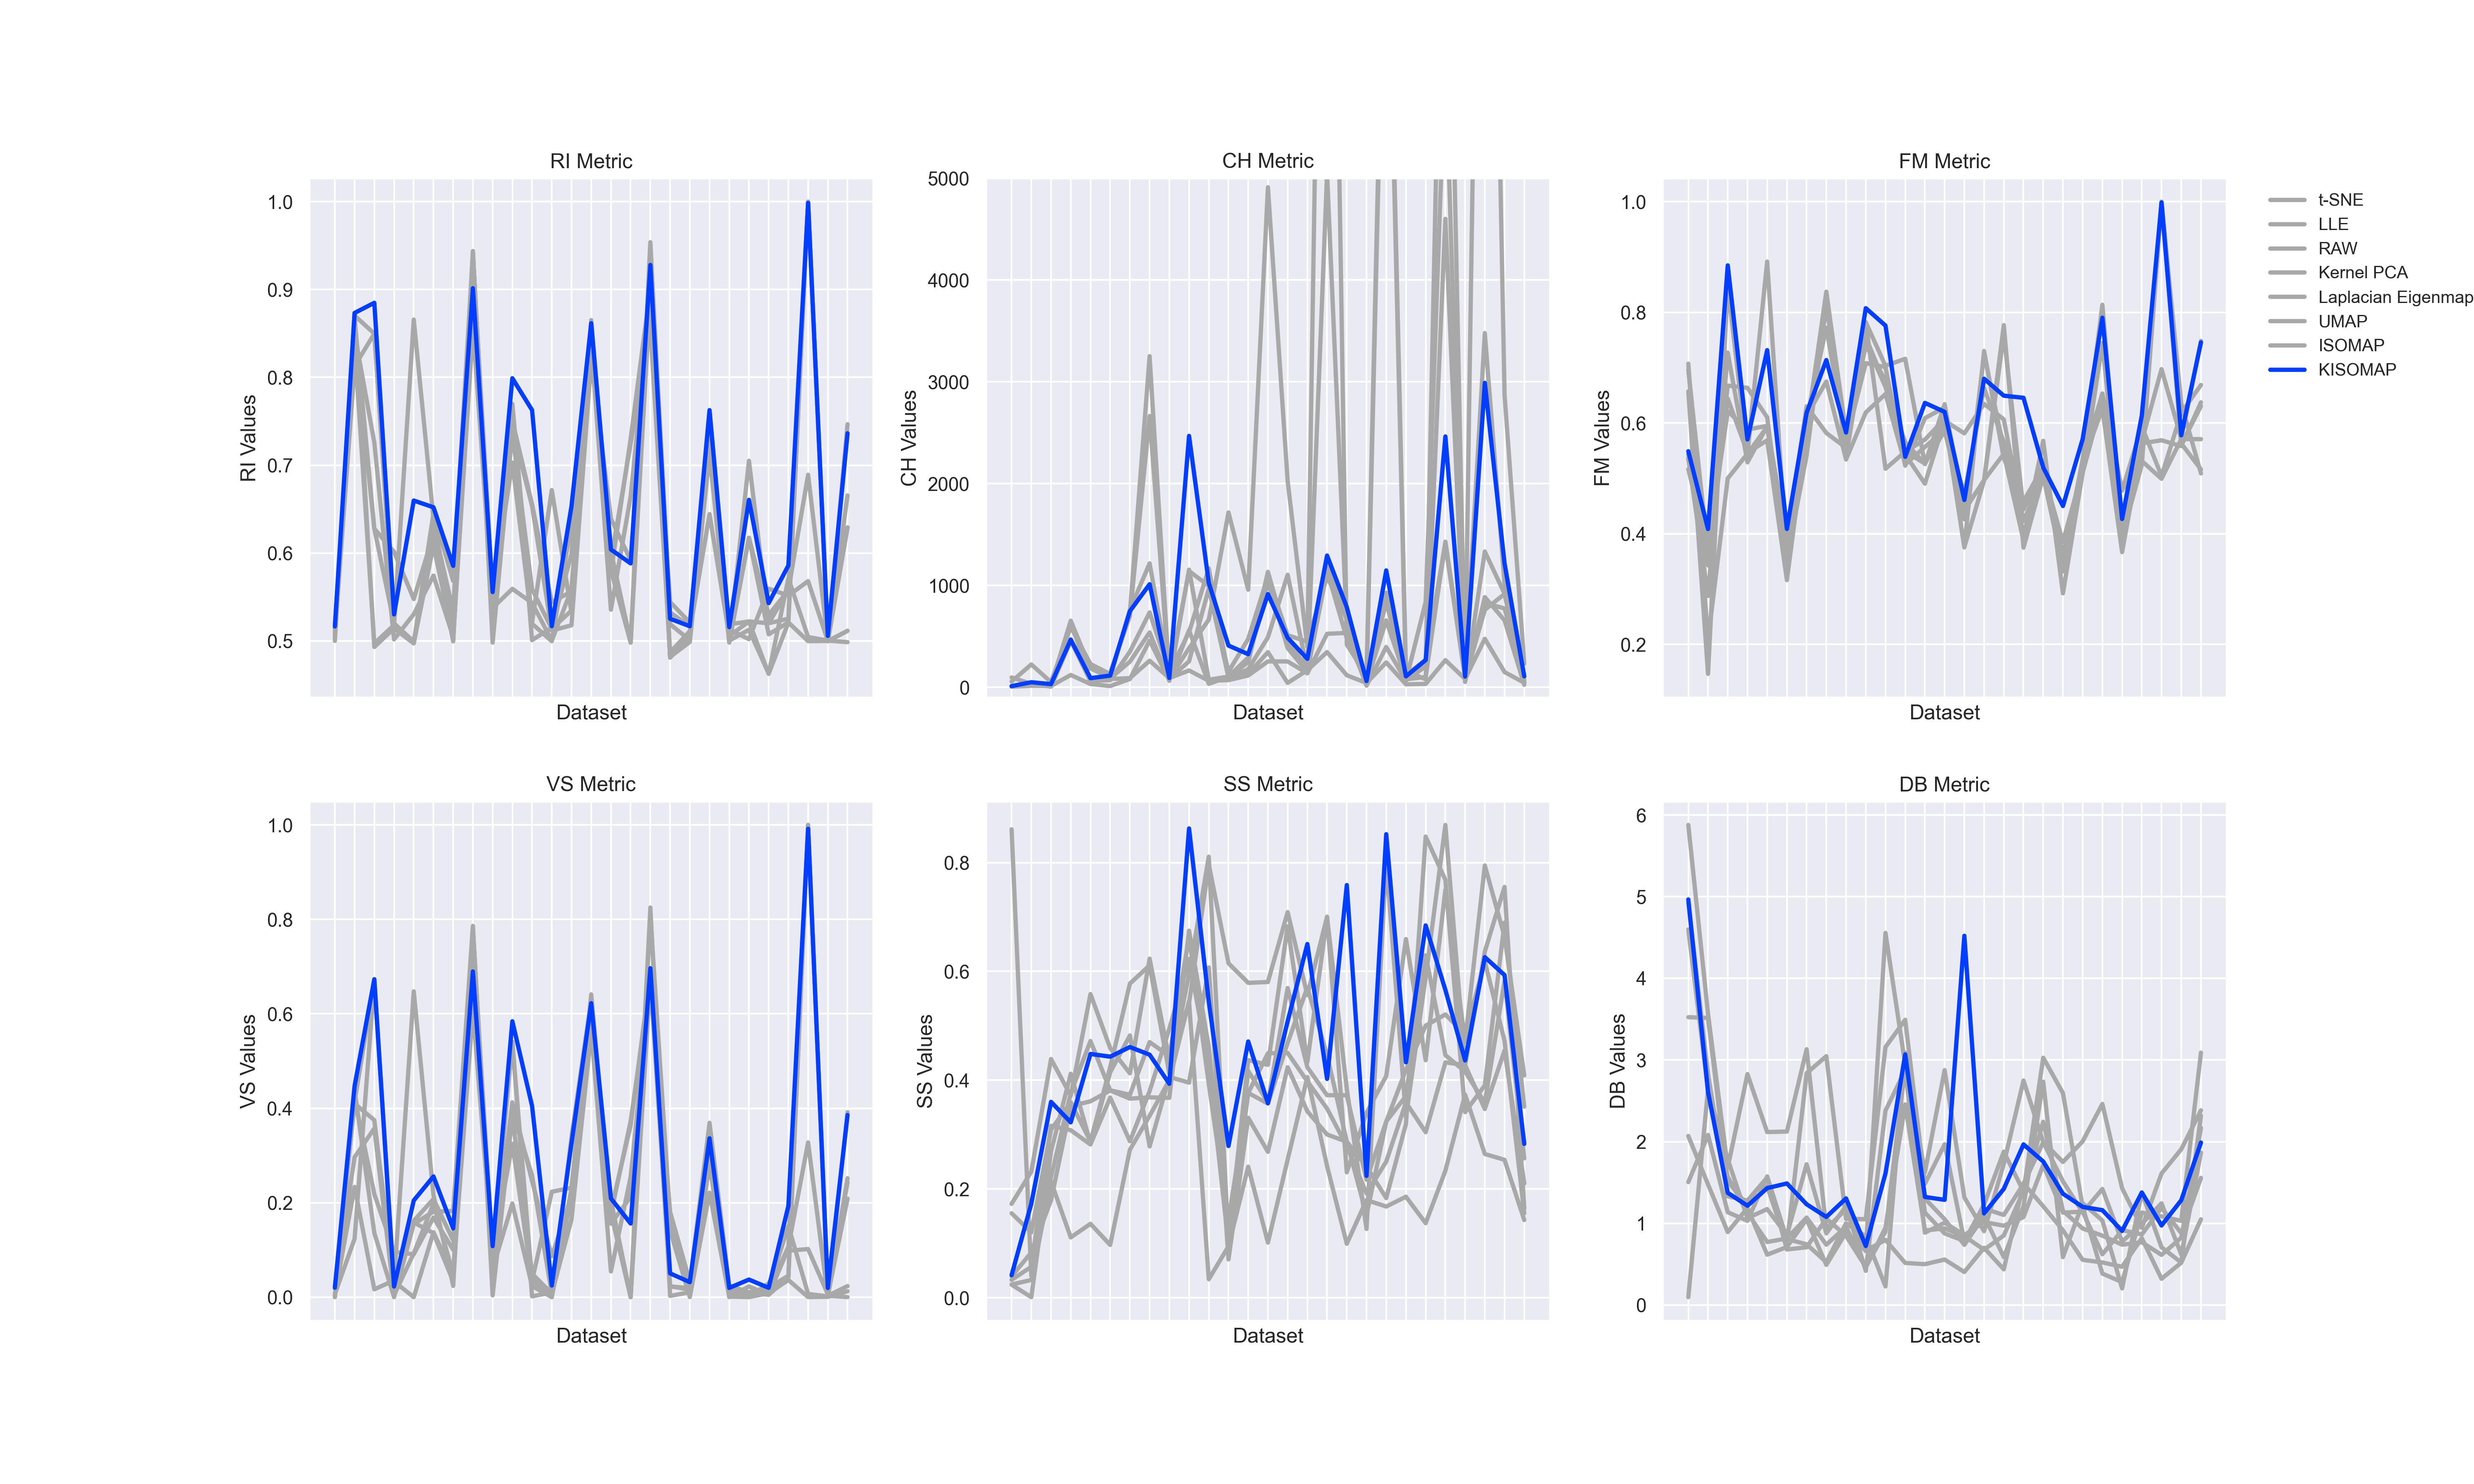 RI Metric
1.0
0.9
0.8
0.7
0.6
0.5
RI Values
Dataset
CH Metric
5000
4000
3000
2000
1000
0
CH Values
Dataset
FM Metric
1.0
0.8
0.6
0.4
0.2
FM Values
Dataset
t-SNE
LLE
RAW
Kernel PCA
Laplacian Eigenmap
UMAP
ISOMAP
KISOMAP
VS Metric
1.0
0.8
0.6
0.4
0.2
0.0
VS Values
Dataset
SS Metric
0.8
0.6
0.4
0.2
0.0
SS Values
Dataset
DB Metric
6
5
4
3
2
1
0
DB Values
Dataset